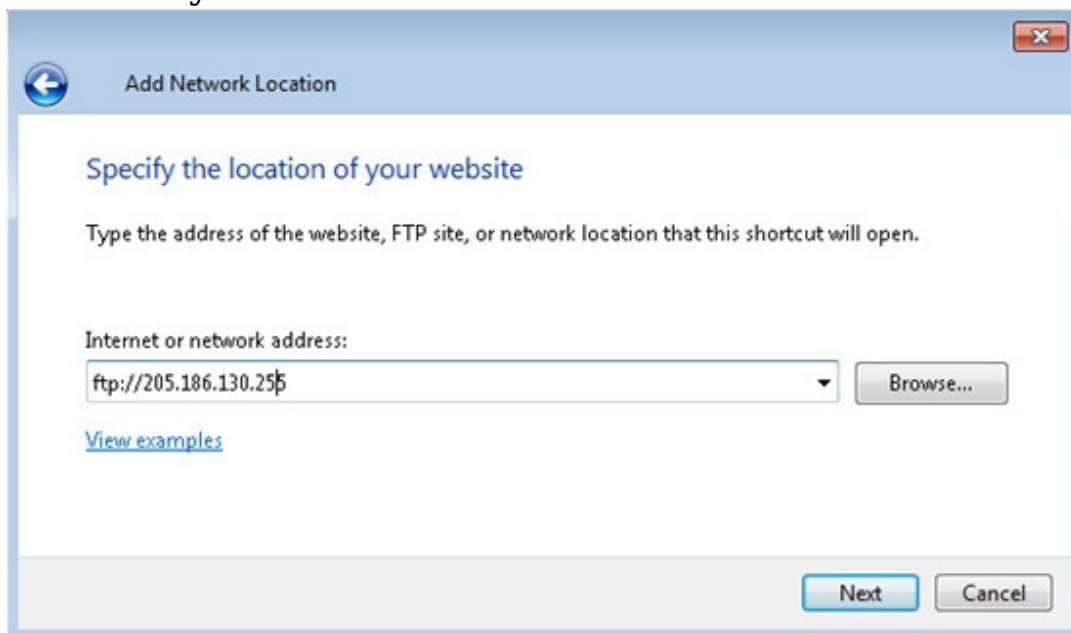 Add Network Location
Specify the location of your website
Type the address of the website, FTP site, or network location that this shortcut will open.
Internet or network address:
ftp://205.186.130.255
Browse...
View examples
Next
Cancel